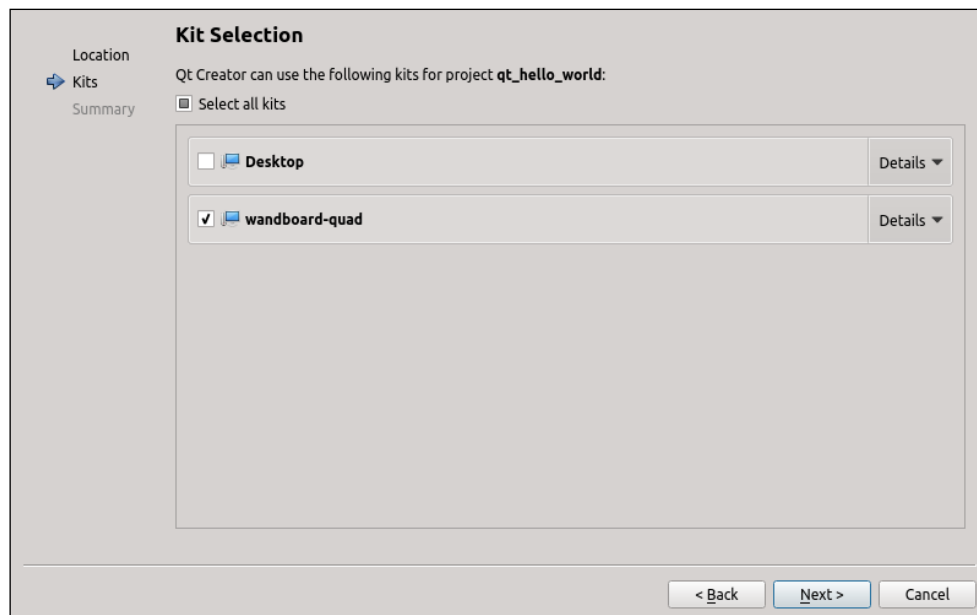 Location
Kits
Summary
Kit Selection
Qt Creator can use the following kits for project qt_hello_world:
Select all kits
Desktop
Details
wandboard-quad
Details
< Back
Next >
Cancel